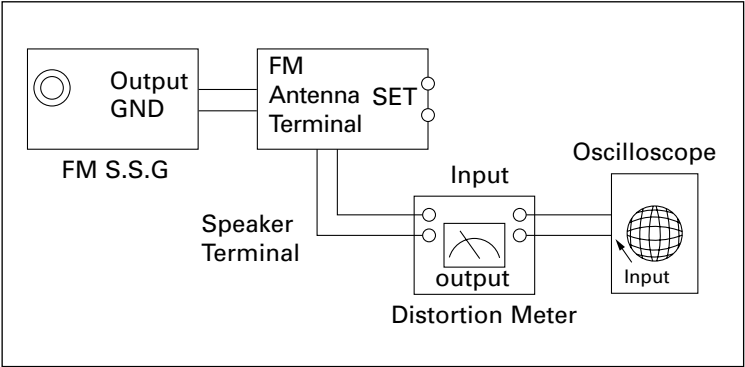 Output
GND
FM S.S.G
FM
Antenna
Terminal
SET
Speaker
Terminal
Input
output
Distortion Meter
Oscilloscope
Input